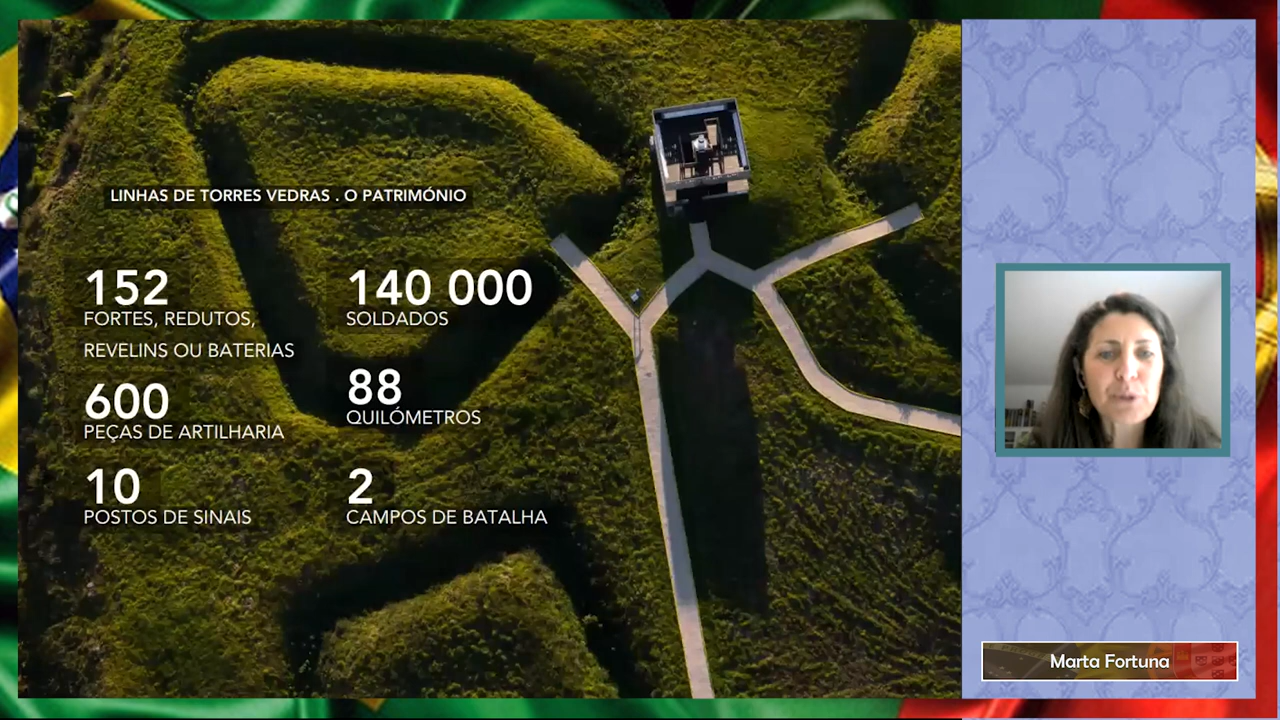 LINHAS DE TORRES VEDRAS . O PATRIMÓNIO
152
FORTES, REDUTOS,
REVELINS OU BATERIAS
600
PEÇAS DE ARTILHARIA
10
POSTOS DE SINAIS
140 000
SOLDADOS
88
QUILÓMETROS
2
CAMPOS DE BATALHA
Marta Fortuna